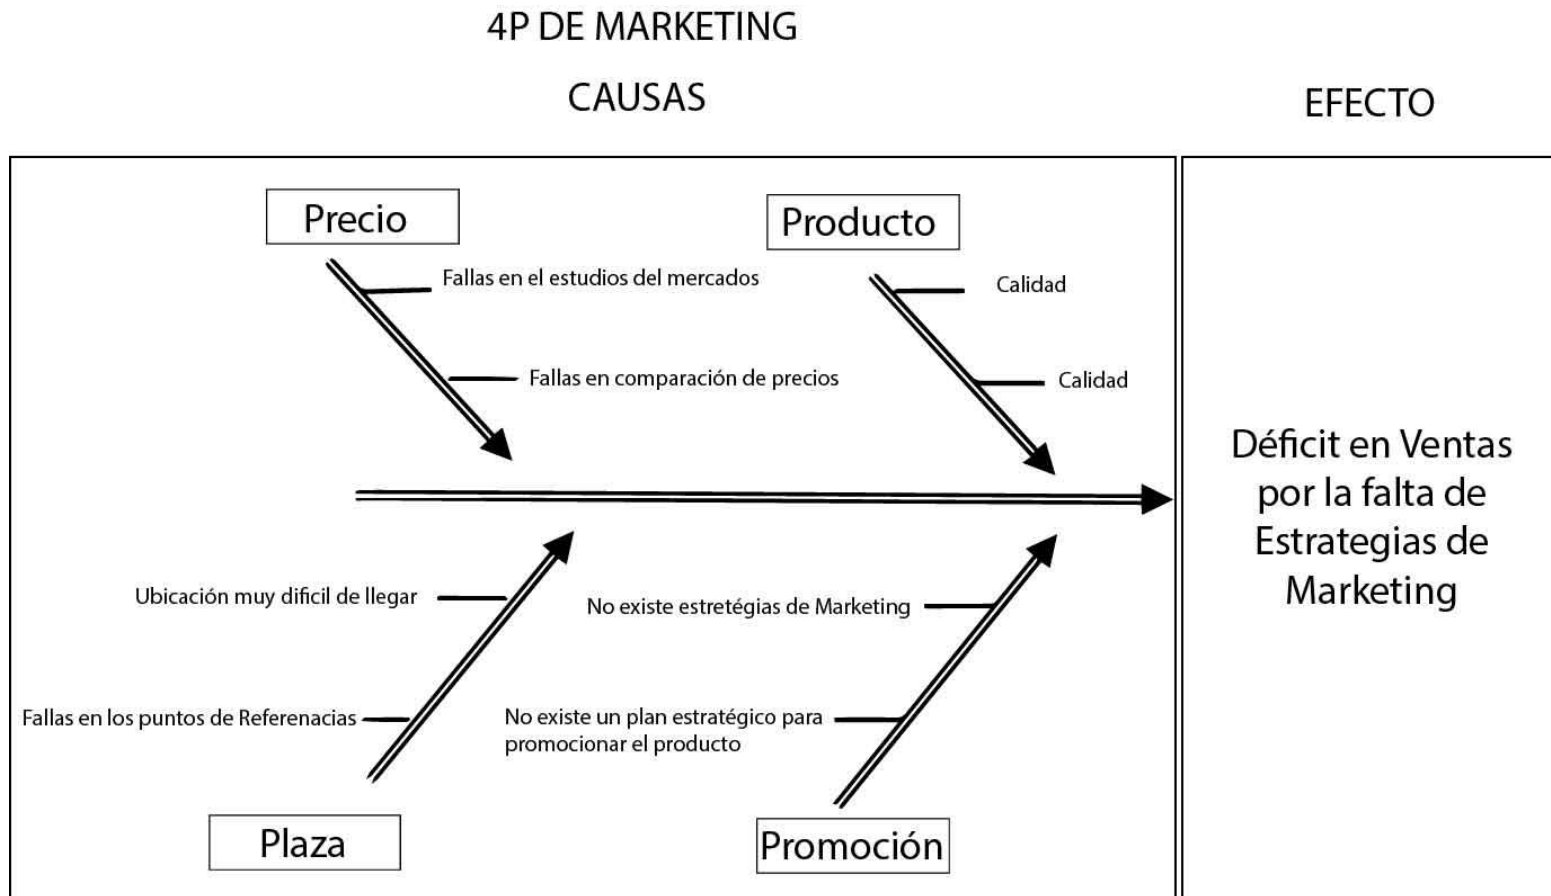 4P DE MARKETING
CAUSAS
EFECTO
Precio
Producto
Fallas en el estudios del mercados
Calidad
Fallas en comparación de precios
Calidad
Déficit en Ventas
por la falta de
Estrategias de
Marketing
Ubicación muy dificil de llegar
No existe estretégias de Marketing
Fallas en los puntos de Referenacias
No existe un plan estratégico para
promocionar el producto
Plaza
Promoción